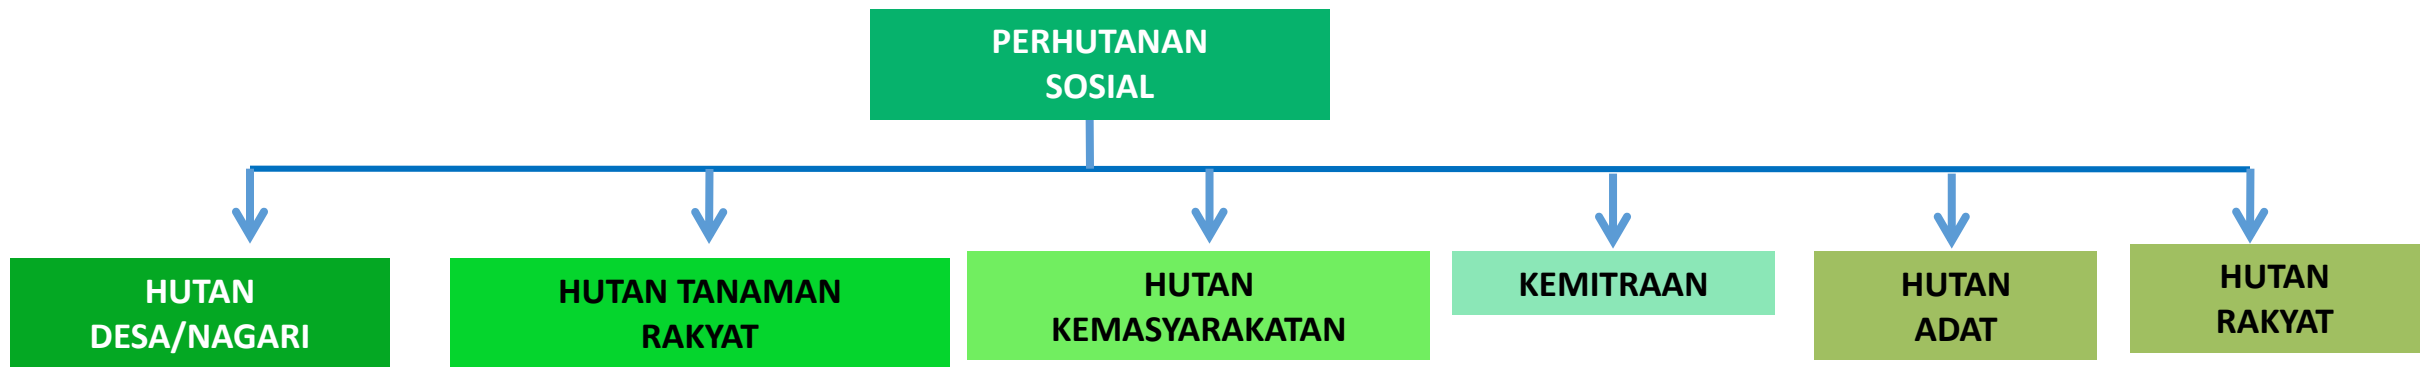 PERHUTANAN
SOSIAL
HUTAN
DESA/NAGARI
HUTAN TANAMAN
RAKYAT
HUTAN
KEMASYARAKATAN
KEMITRAAN
HUTAN
ADAT
HUTAN
RAKYAT